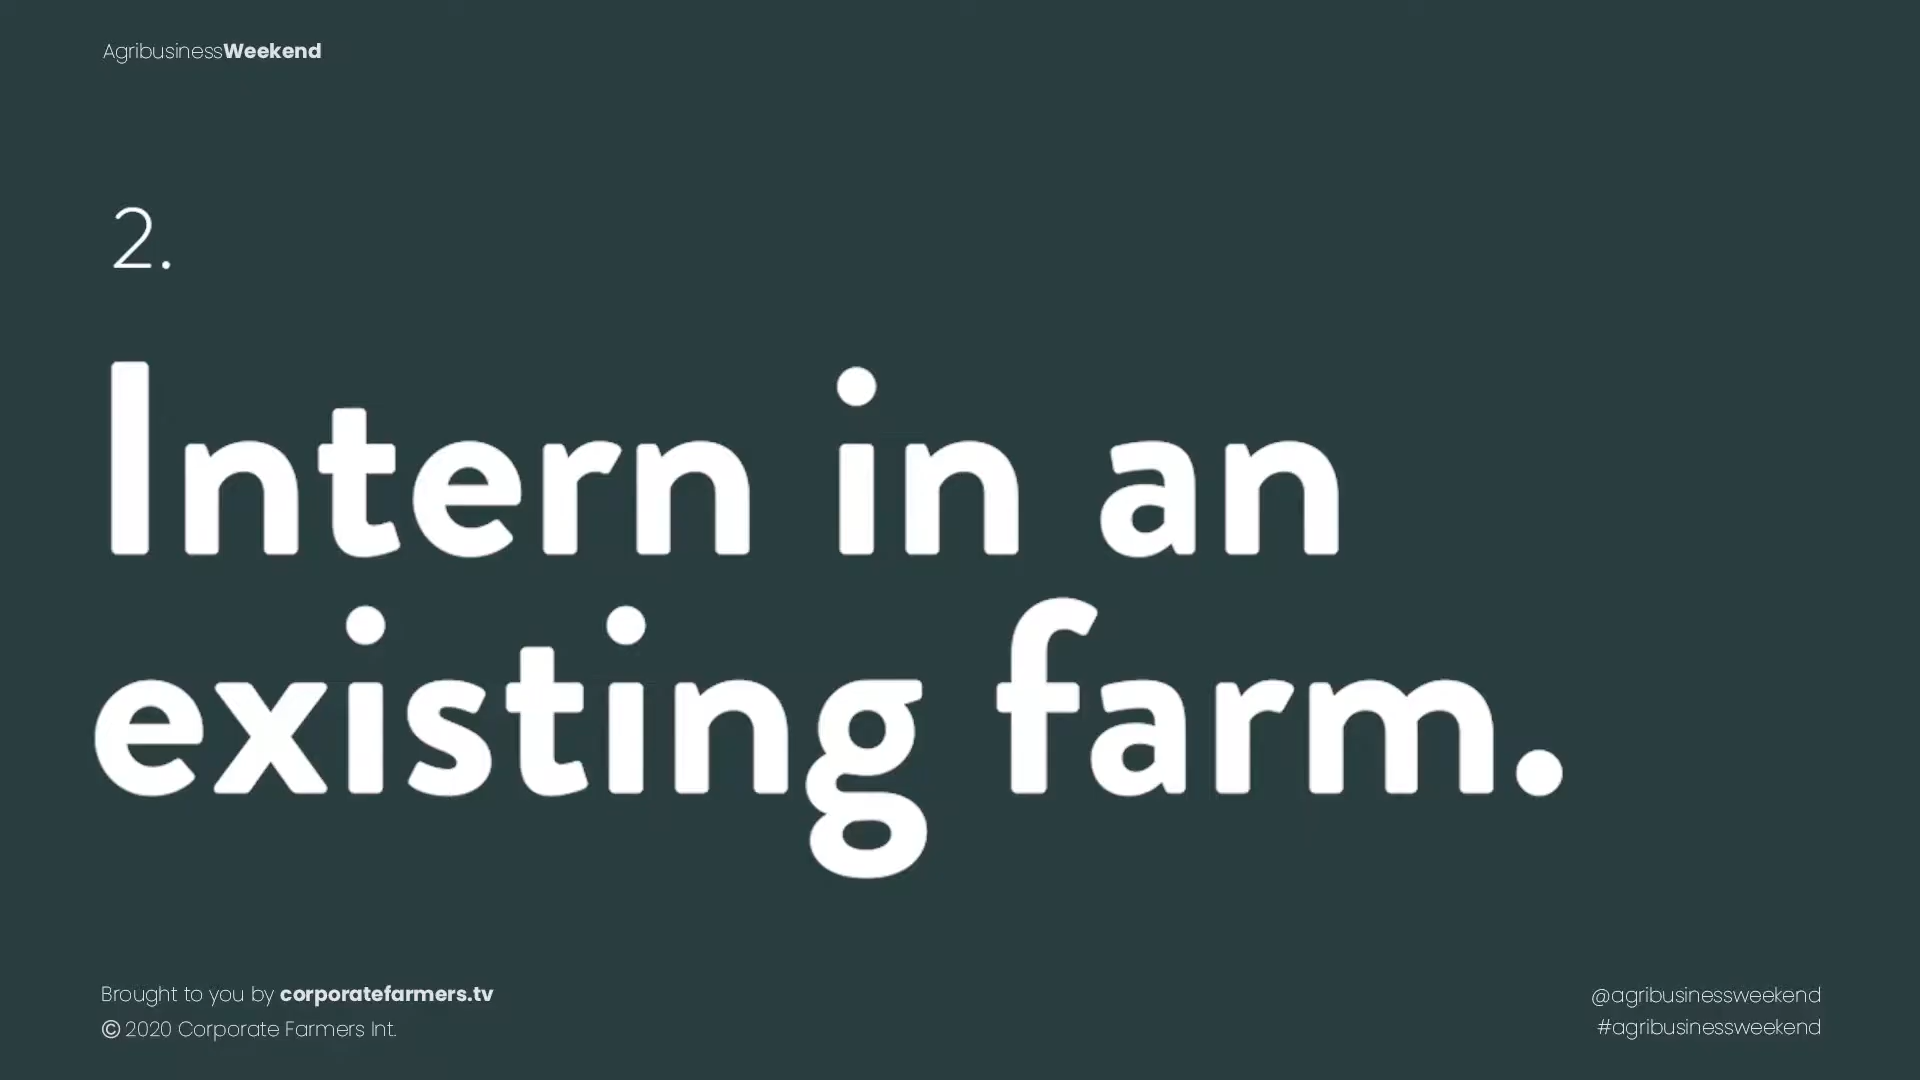 AgribusinessWeekend
2.
Intern in an
existing farm.
Brought to you by corporatefarmers.tv
© 2020 Corporate Farmers Int.
@agribusinessweekend
#agribusinessweekend